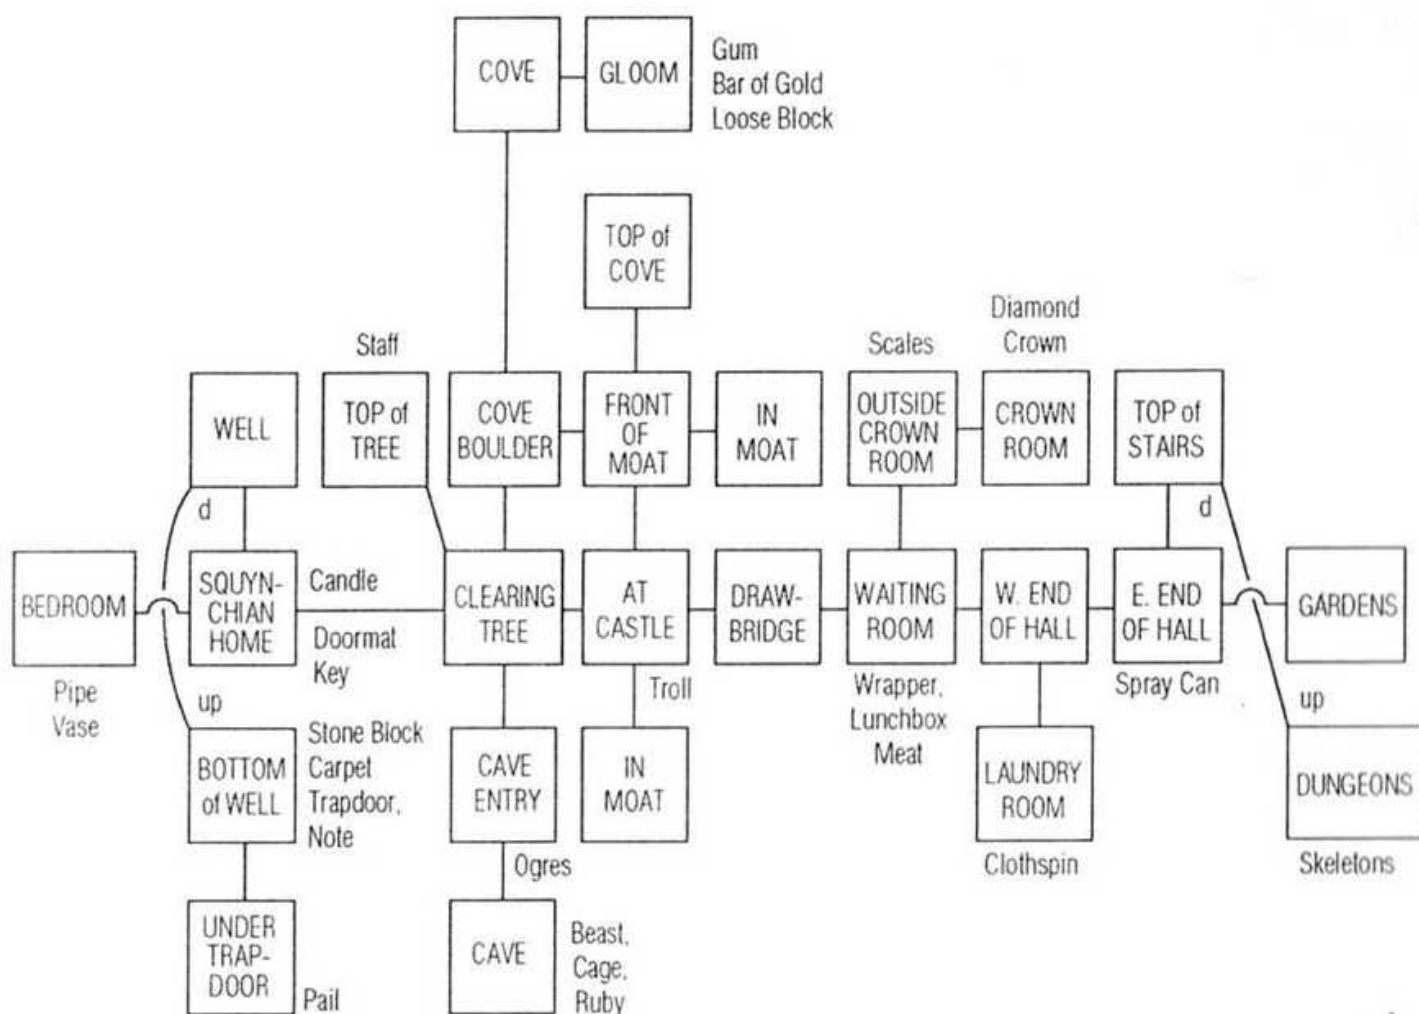 COVE
GLOOM
Gum
Bar of Gold
Loose Block
TOP of
COVE
Staff
Scales
Diamond
Crown
WELL
TOP of
TREE
COVE
BOULDER
FRONT
OF
MOAT
IN
MOAT
OUTSIDE
CROWN
ROOM
CROWN
ROOM
TOP of
STAIRS
d
d
BEDROOM
SQUYN-
CHIAN
HOME
Candle
Doormat
Key
CLEARING
TREE
AT
CASTLE
DRAW-
BRIDGE
WAITING
ROOM
W. END
OF HALL
E. END
OF HALL
GARDENS
Pipe
Vase
Troll
Wrapper,
Lunchbox
Meat
Spray Can
up
up
BOTTOM
of WELL
Stone Block
Carpet
Trapdoor,
Note
CAVE
ENTRY
IN
MOAT
LAUNDRY
ROOM
DUNGEONS
Ogres
Clothspin
Skeletons
UNDER
TRAP-
DOOR
Pail
CAVE
Beast,
Cage,
Ruby